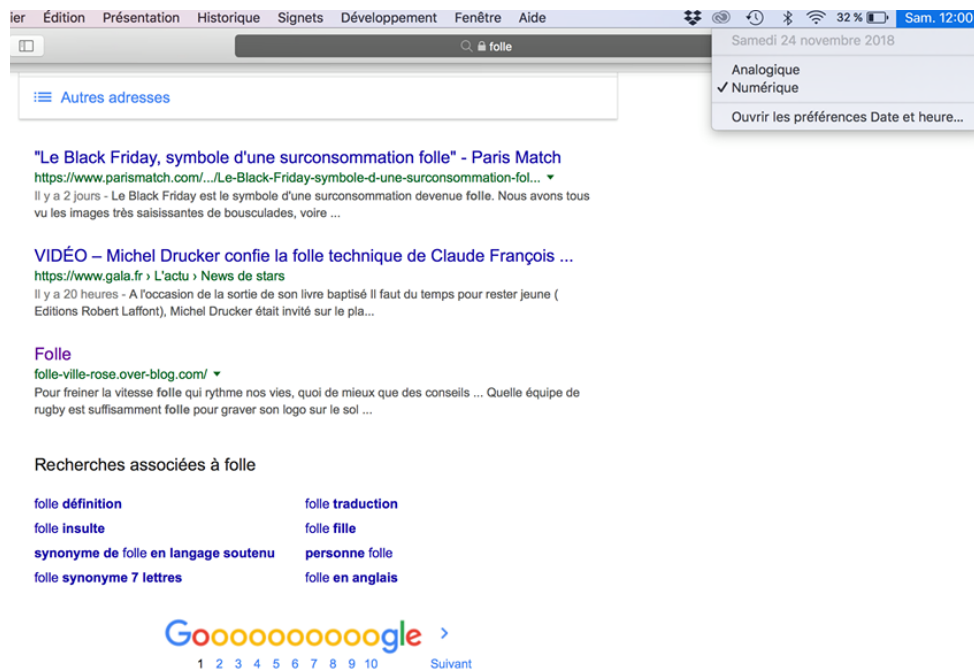 ier Édition Présentation Historique Signets Développement Fenêtre Aide 32 % Sam. 12:00
folle
Samedi 24 novembre 2018
Analogique
✓ Numérique
Ouvrir les préférences Date et heure...
Autres adresses
"Le Black Friday, symbole d'une surconsommation folle" - Paris Match
https://www.parismatch.com/.../Le-Black-Friday-symbole-d-une-surconsommation-fol...
Il y a 2 jours - Le Black Friday est le symbole d'une surconsommation devenue folle. Nous avons tous
vu les images très saisissantes de bousculades, voire ...
VIDÉO – Michel Drucker confie la folle technique de Claude François ...
https://www.gala.fr › L'actu › News de stars
Il y a 20 heures - A l'occasion de la sortie de son livre baptisé Il faut du temps pour rester jeune (
Editions Robert Laffont), Michel Drucker était invité sur le pla...
Folle
folle-ville-rose.over-blog.com/
Pour freiner la vitesse folle qui rythme nos vies, quoi de mieux que des conseils ... Quelle équipe de
rugby est suffisamment folle pour graver son logo sur le sol ...
Recherches associées à folle
folle définition folle traduction
folle insulte folle fille
synonyme de folle en langage soutenu personne folle
folle synonyme 7 lettres folle en anglais
Goooooooooogle >
1 2 3 4 5 6 7 8 9 10 Suivant